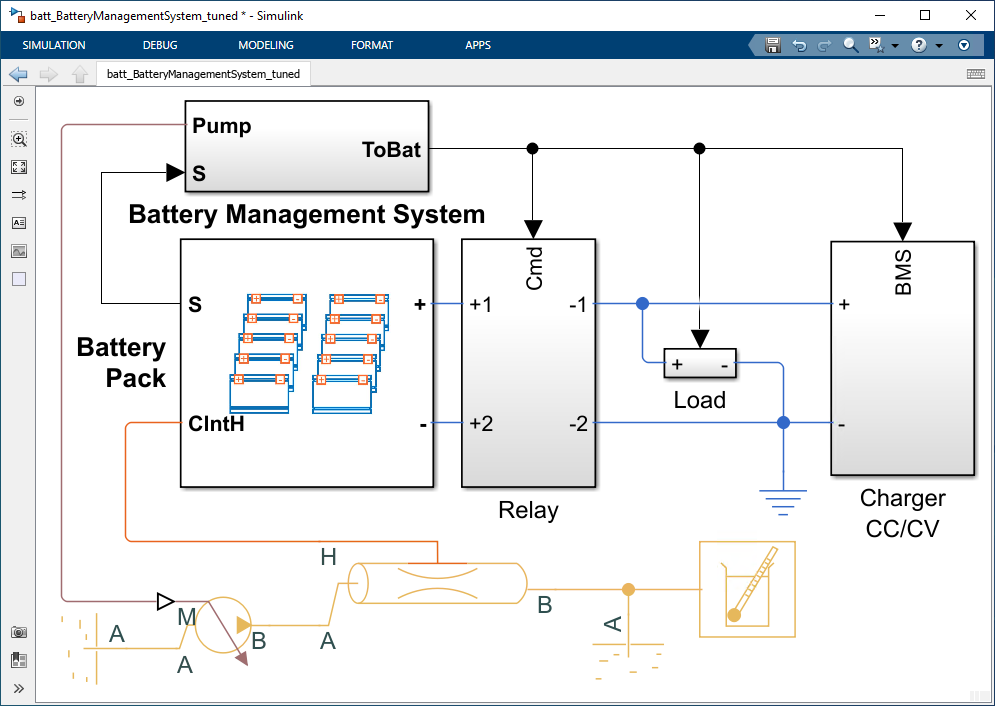 batt_BatteryManagementSystem_tuned * - Simulink
SIMULATION DEBUG MODELING FORMAT APPS
batt_BatteryManagementSystem_tuned
Pump
ToBat
S
Battery Management System
Cmd
BMS
S
+ +1 -1 +
Battery
Pack
+ -
Load
ClntH
- +2 -2 -
Relay
Charger
CC/CV
H
B
M
A
B
A
A
A